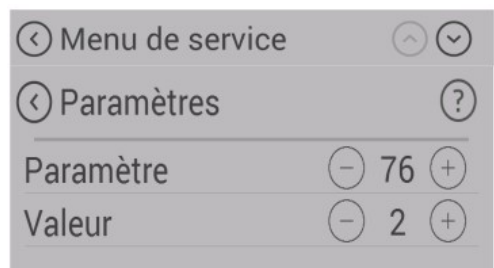 Menu de service
Paramètres ?
Paramètre - 76 +
Valeur - 2 +